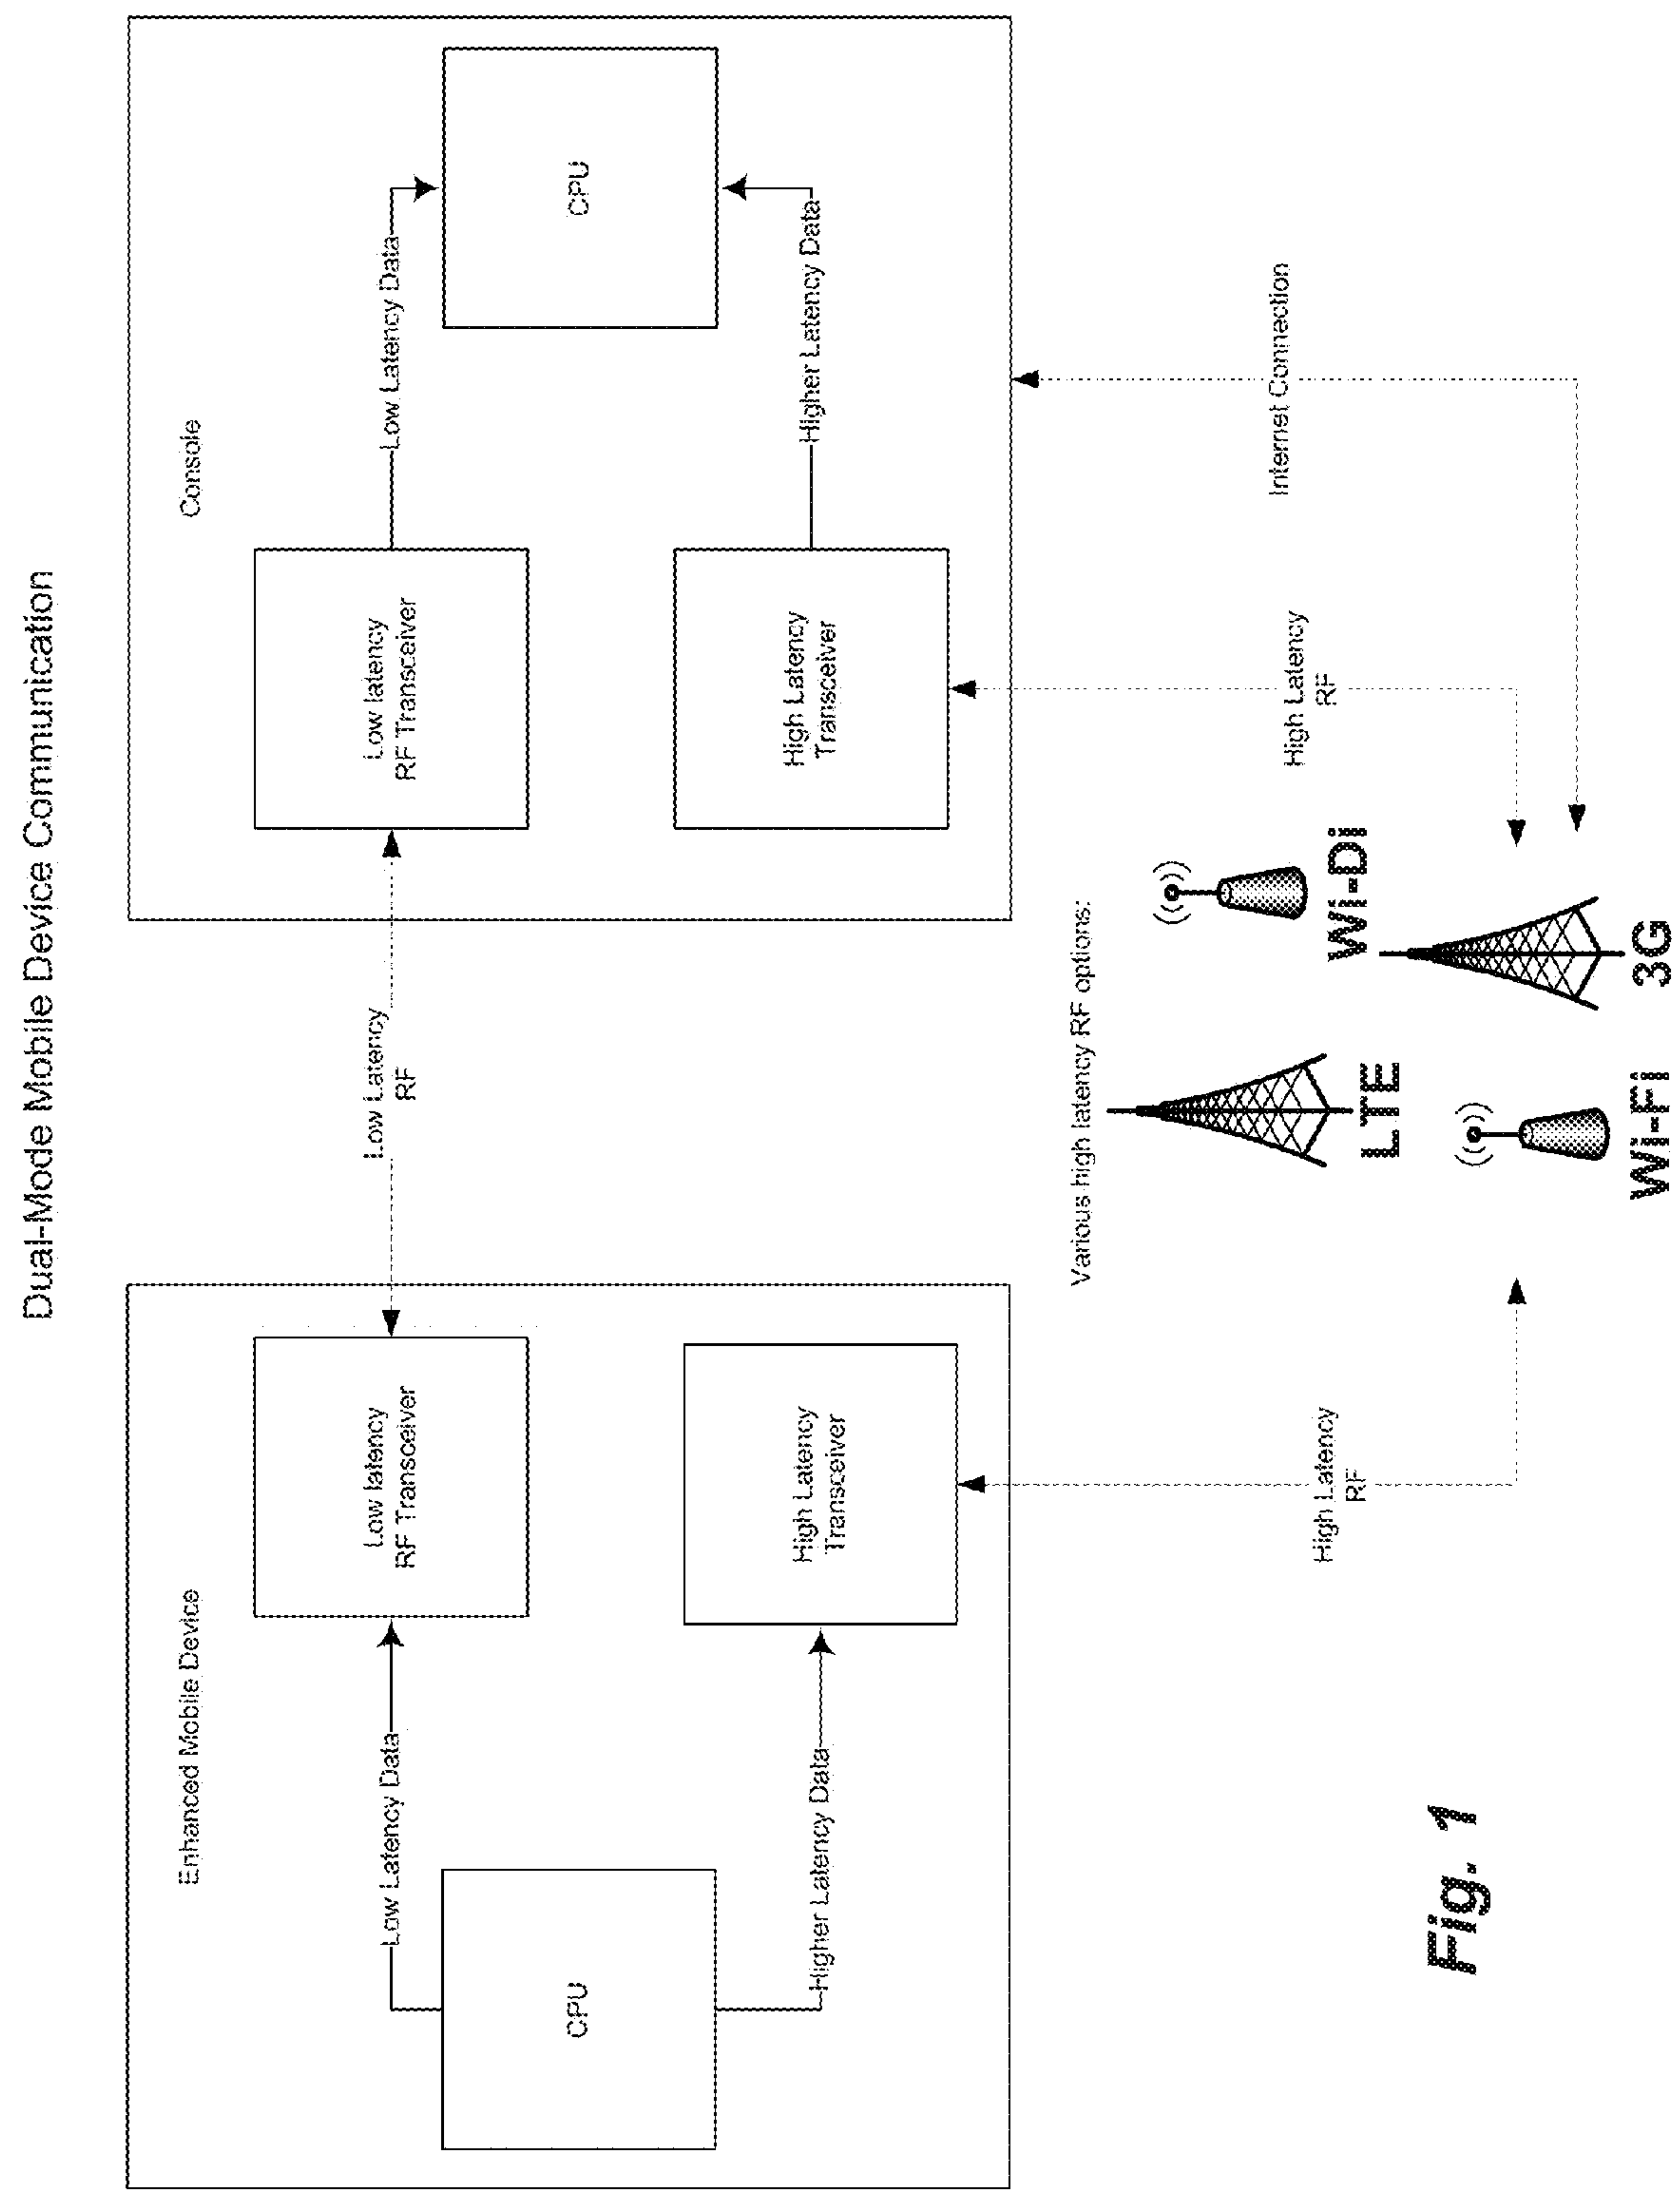 Dual-Mode Mobile Device Communication
Enhanced Mobile Device
CPU
Low Latency Data
Higher Latency Data
Low latency
RF Transceiver
High Latency
Transceiver
Low Latency
RF
Console
Low latency
RF Transceiver
High Latency
Transceiver
Low Latency Data
Higher Latency Data
CPU
High Latency
RF
Various high latency RF options:
LTE
Wi-Di
Wi-Fi
3G
High Latency
RF
Internet Connection
Fig. 1